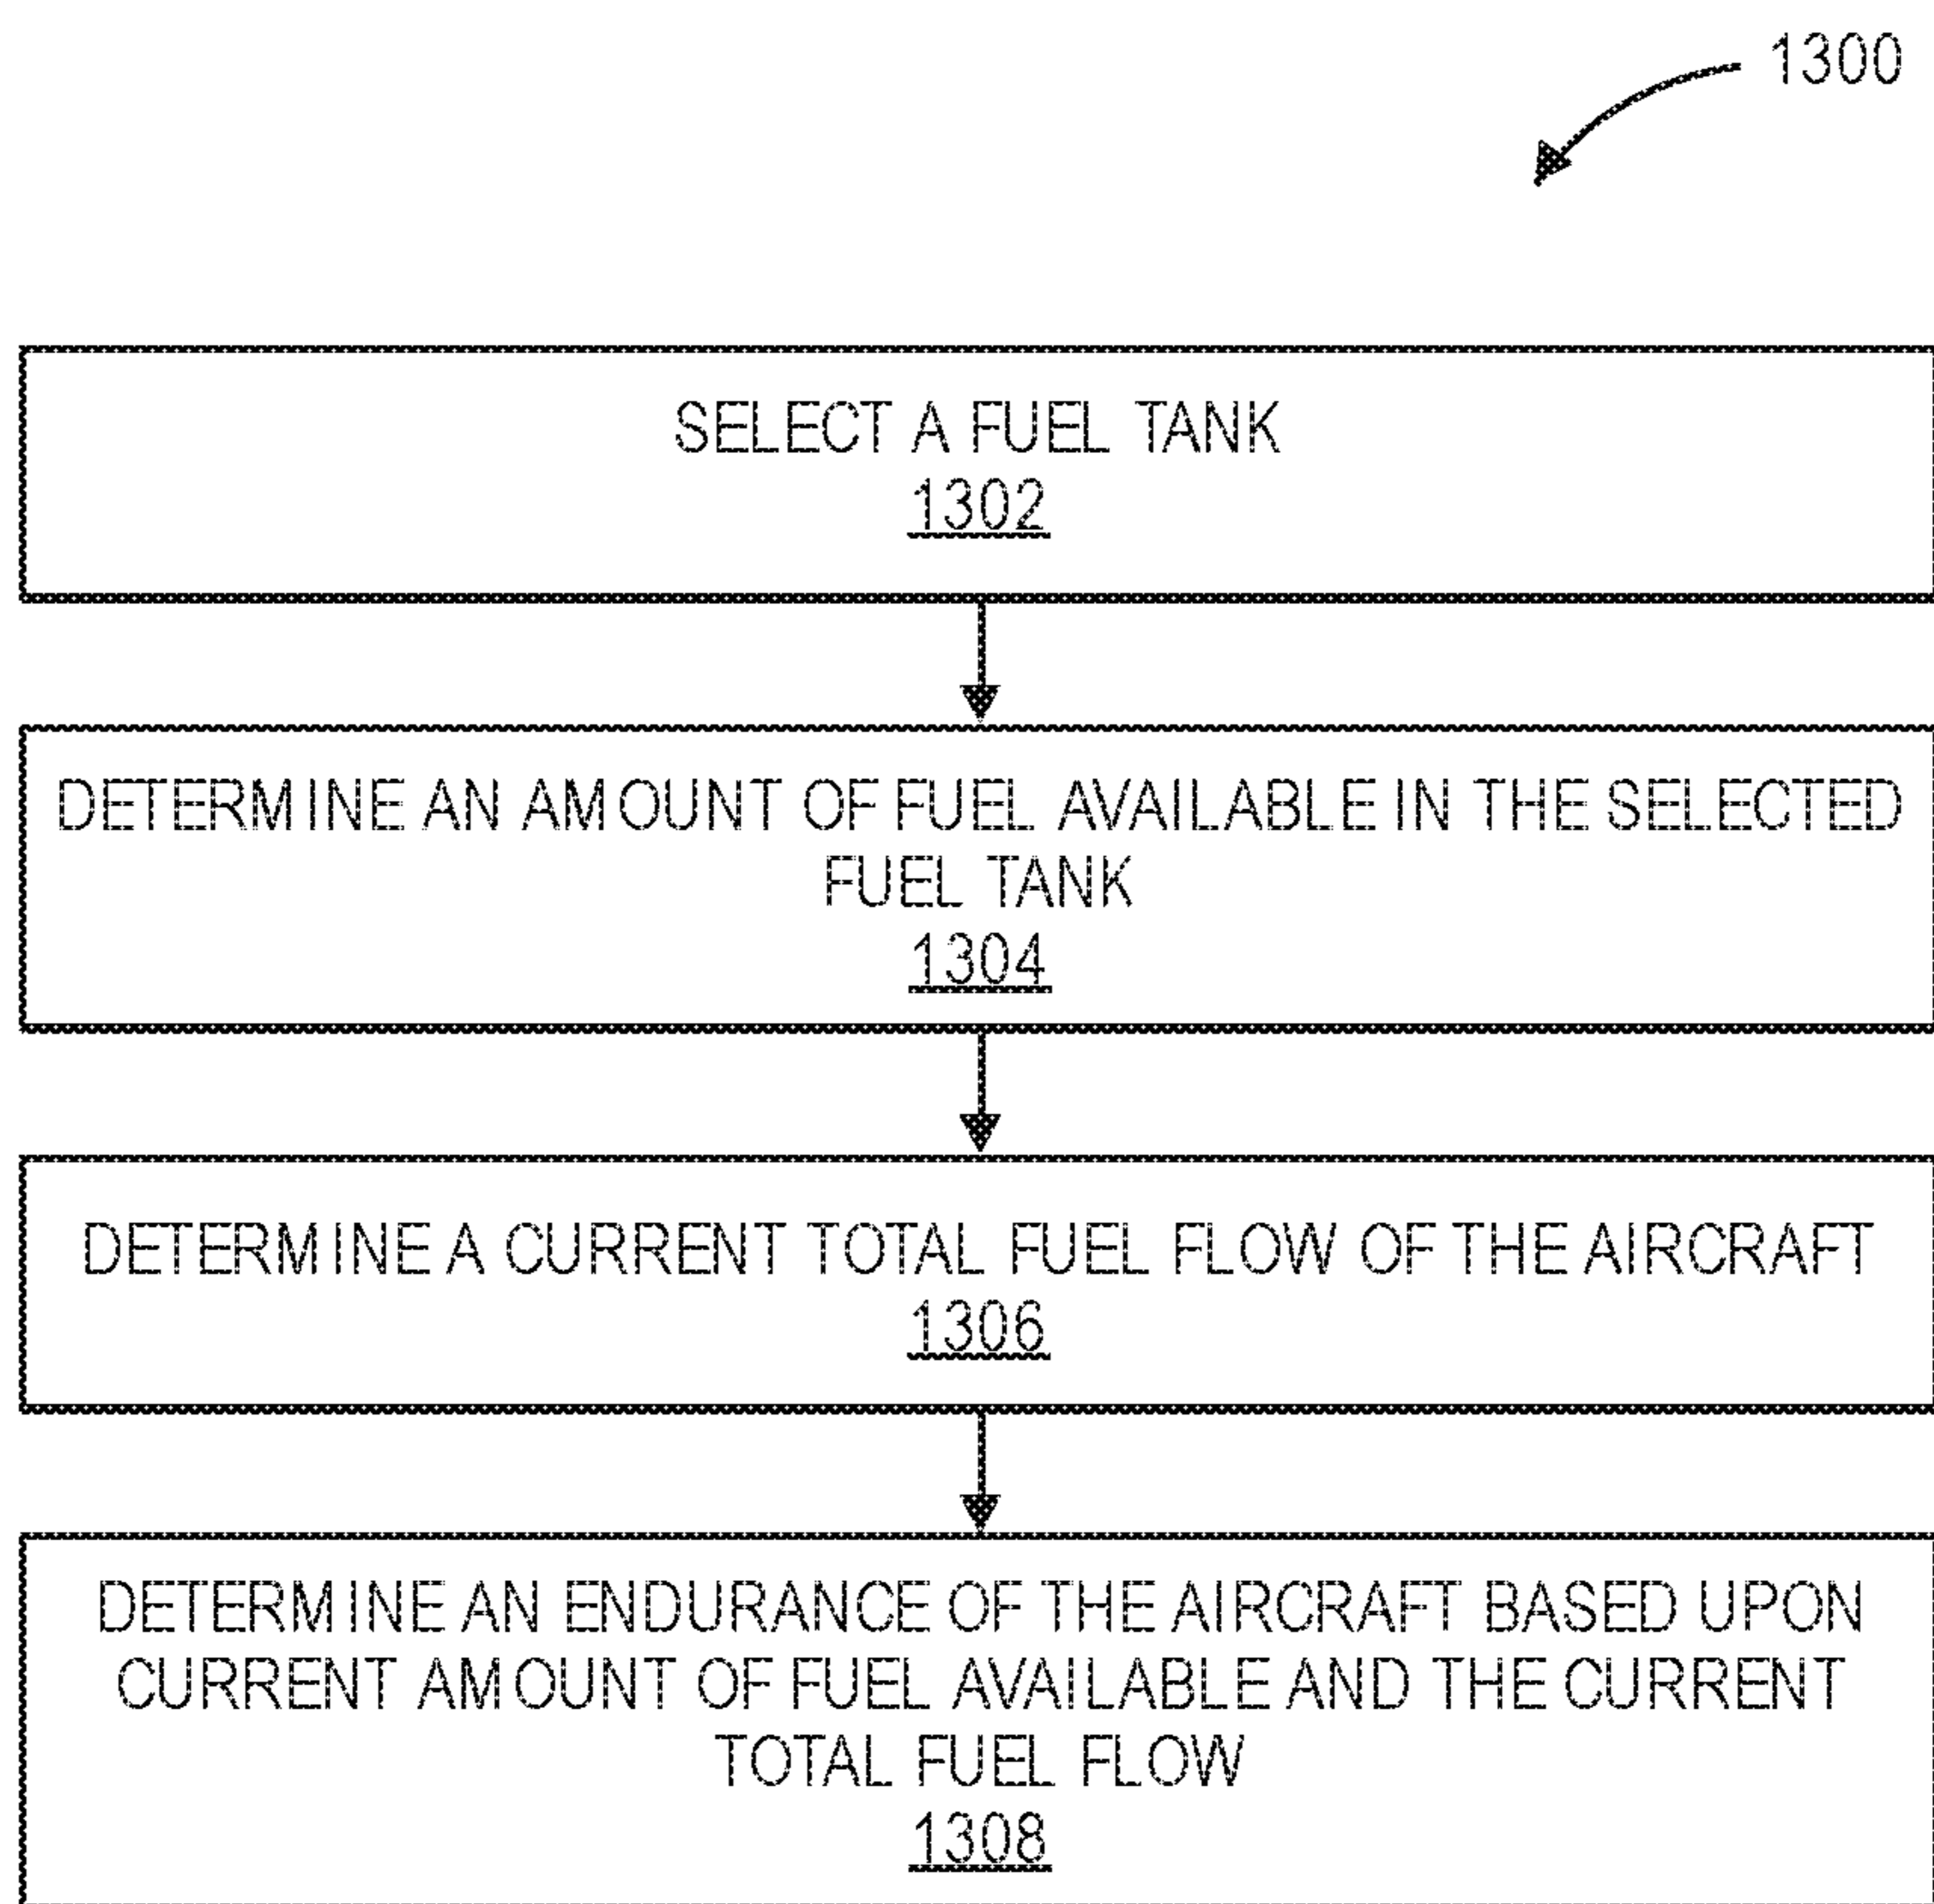 1300
SELECT A FUEL TANK
1302
DETERMINE AN AMOUNT OF FUEL AVAILABLE IN THE SELECTED
FUEL TANK
1304
DETERMINE A CURRENT TOTAL FUEL FLOW OF THE AIRCRAFT
1306
DETERMINE AN ENDURANCE OF THE AIRCRAFT BASED UPON
CURRENT AMOUNT OF FUEL AVAILABLE AND THE CURRENT
TOTAL FUEL FLOW
1308